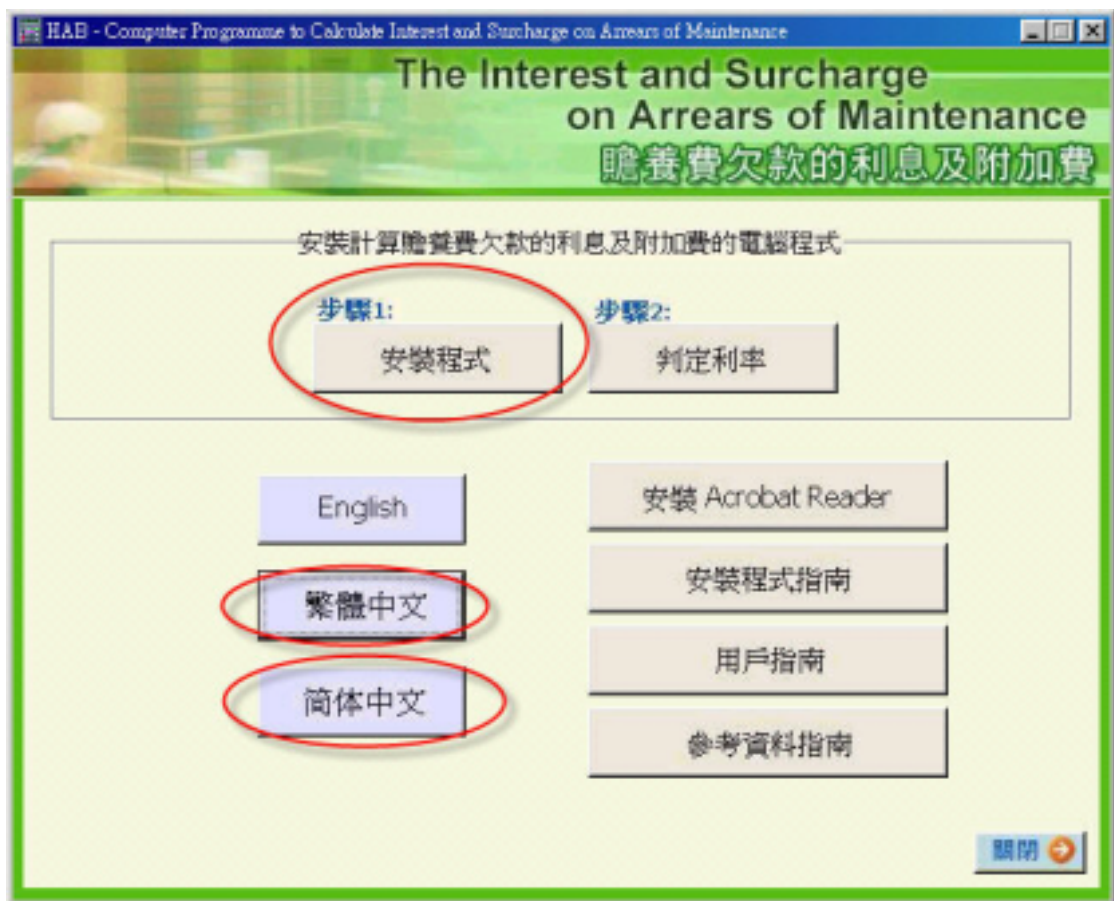 HAB - Computer Programme to Calculate Interest and Surcharge on Arrears of Maintenance
The Interest and Surcharge
on Arrears of Maintenance
贍養費欠款的利息及附加費
安裝計算贍養費欠款的利息及附加費的電腦程式
步驟1:
步驟2:
安裝程式
判定利率
English
繁體中文
简体中文
安裝 Acrobat Reader
安裝程式指南
用戶指南
參考資料指南
關閉